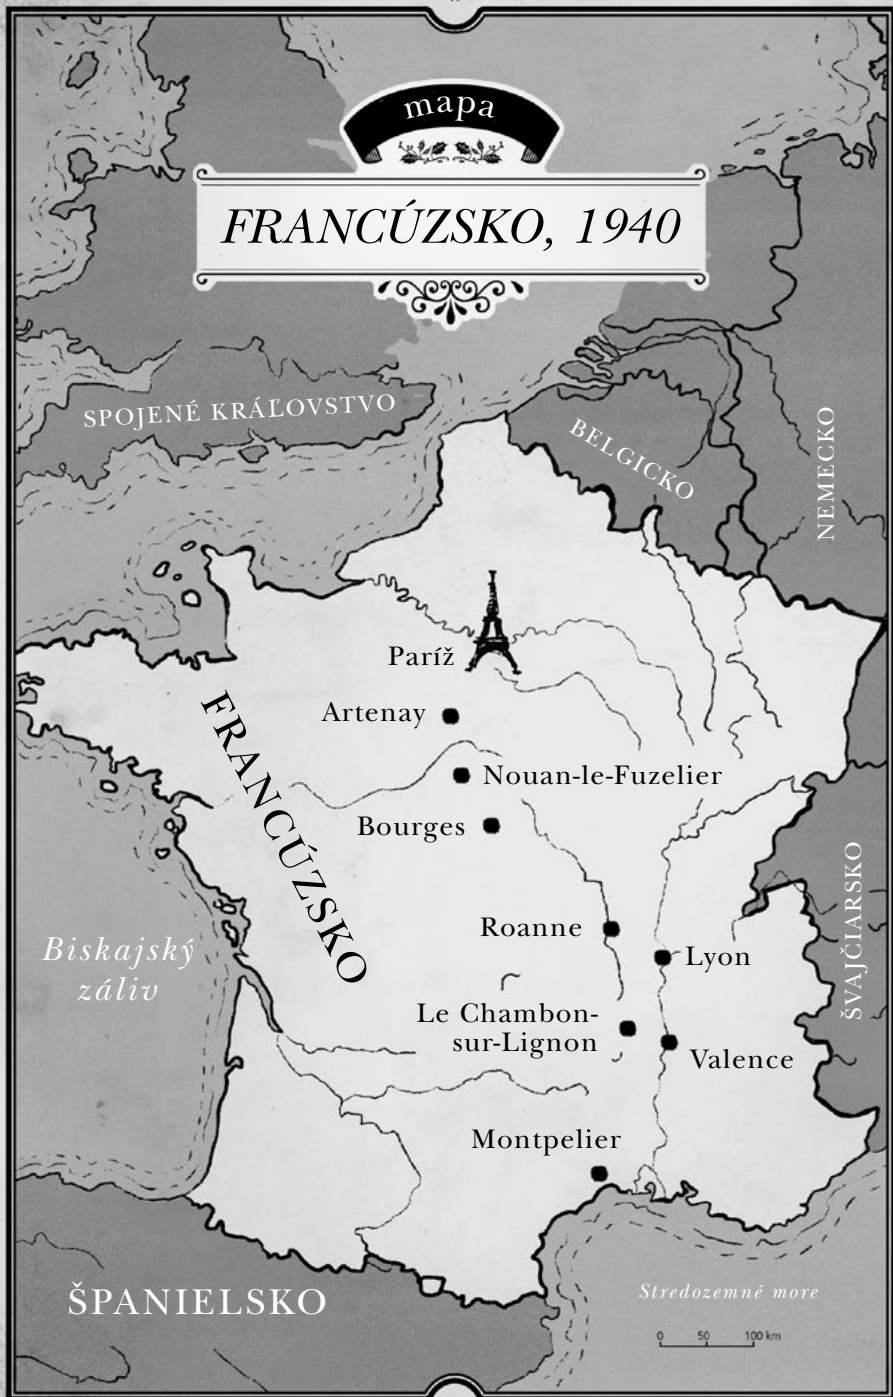 mapa
FRANCÚZSKO, 1940
SPOJENÉ KRÁĽOVSTVO
BELGICKO
NEMECKO
Paríž
Artenay
FRANCÚZSKO
Nouan-le-Fuzelier
Bourges
ŠVAJČIARSKO
Roanne
Biskajský
záliv
Lyon
Le Chambon-
sur-Lignon
Valence
Montpelier
ŠPANIELSKO
Stredozemné more
0 50 100 km